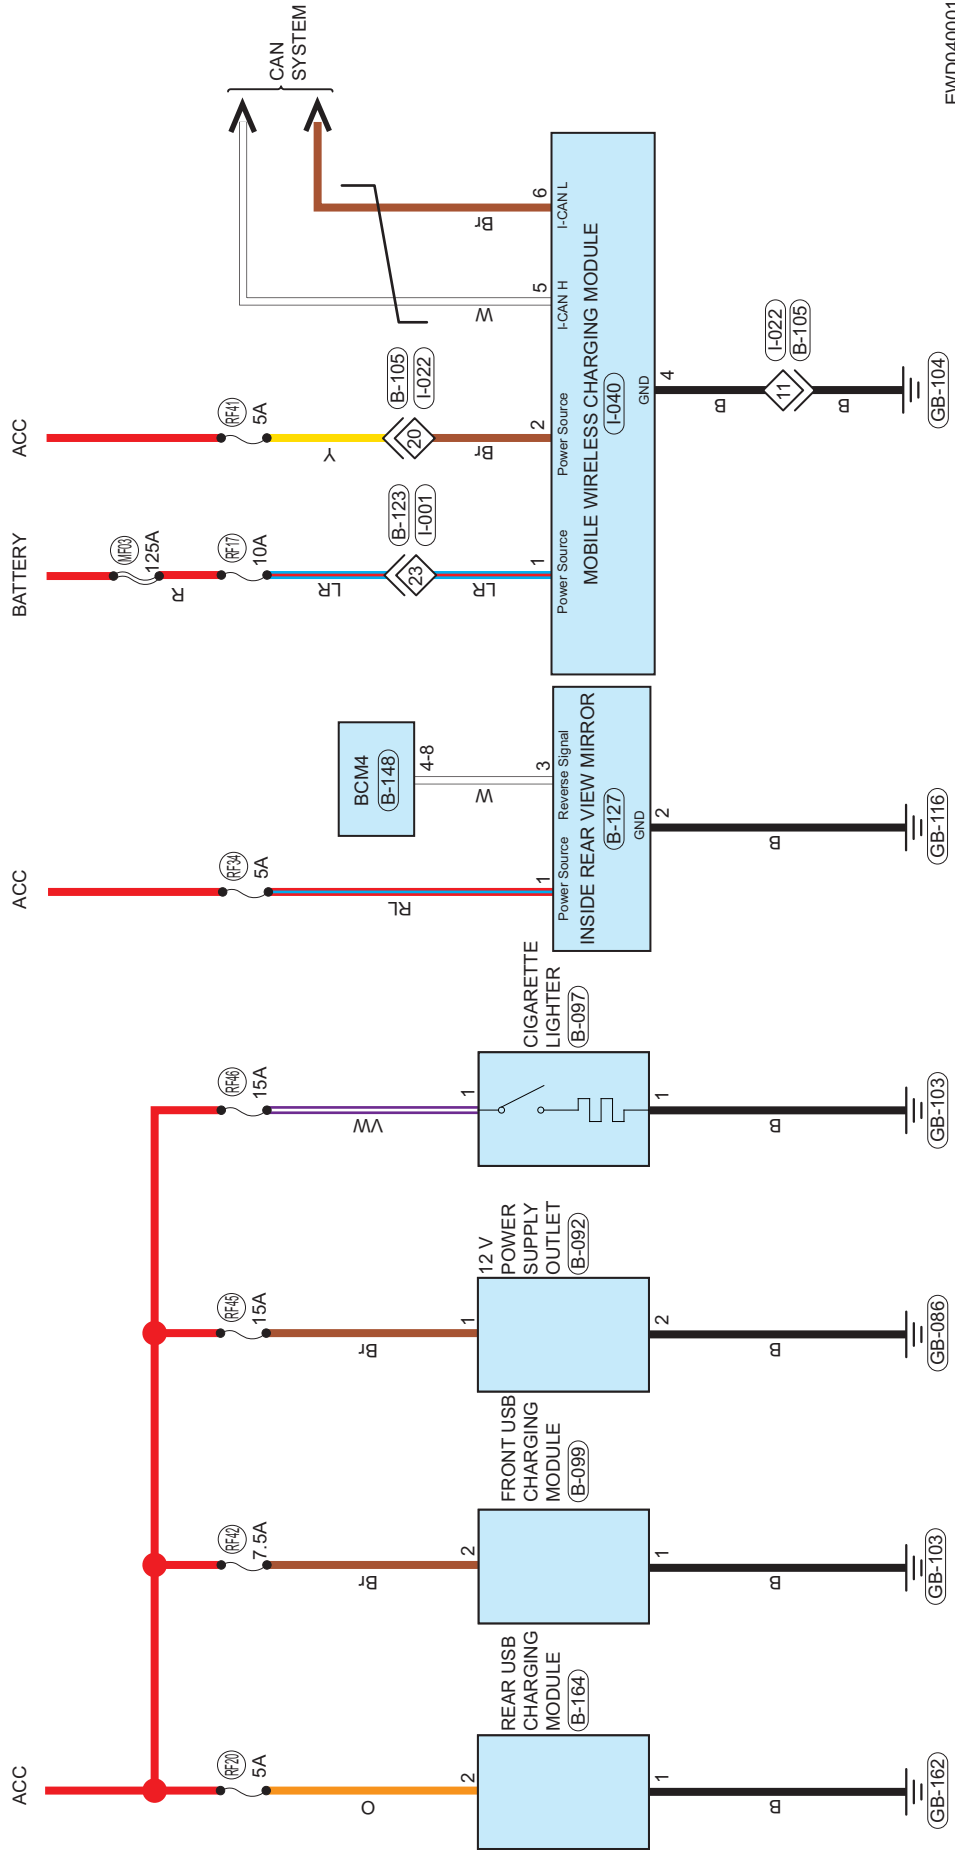 ACC
ACC
BATTERY
ACC
MF03
125A
R
CAN
SYSTEM
RF20
5A
RF42
7.5A
RF45
15A
RF46
15A
RF34
5A
RF17
10A
RF41
5A
O
Br
Br
VW
RL
LR
Y
BCM4
B-148
4-8
B-123
I-001
23
B-105
I-022
20
W
LR
Br
W
Br
2
2
1
1
1
3
1
2
5
6
REAR USB
CHARGING
MODULE
B-164
FRONT USB
CHARGING
MODULE
B-099
12 V
POWER
SUPPLY
OUTLET
B-092
CIGARETTE
LIGHTER
B-097
Power Source
Reverse Signal
INSIDE REAR VIEW MIRROR
B-127
GND
Power Source
Power Source
I-CAN H
I-CAN L
MOBILE WIRELESS CHARGING MODULE
I-040
GND
1
1
2
1
2
4
B
B
B
B
B
B
11
I-022
B-105
B
GB-162
GB-103
GB-086
GB-103
GB-116
GB-104
EWD040001